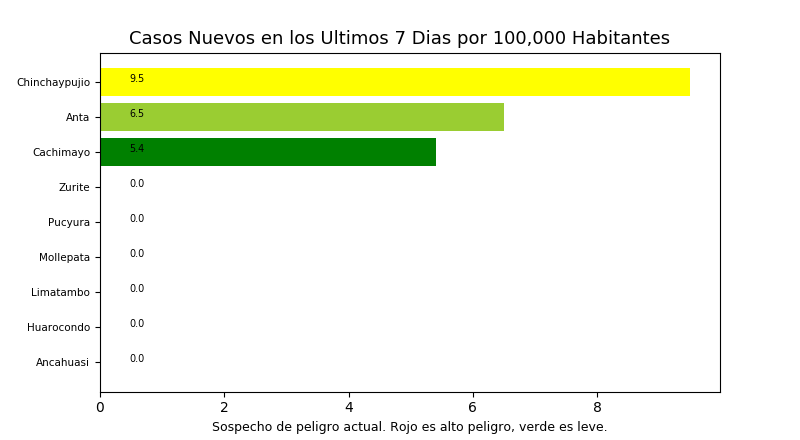 Casos Nuevos en los Ultimos 7 Dias por 100,000 Habitantes
Chinchaypujio 9.5
Anta 6.5
Cachimayo 5.4
Zurite 0.0
Pucyura 0.0
Mollepata 0.0
Limatambo 0.0
Huarocondo 0.0
Ancahuasi 0.0
0 2 4 6 8
Sospecho de peligro actual. Rojo es alto peligro, verde es leve.